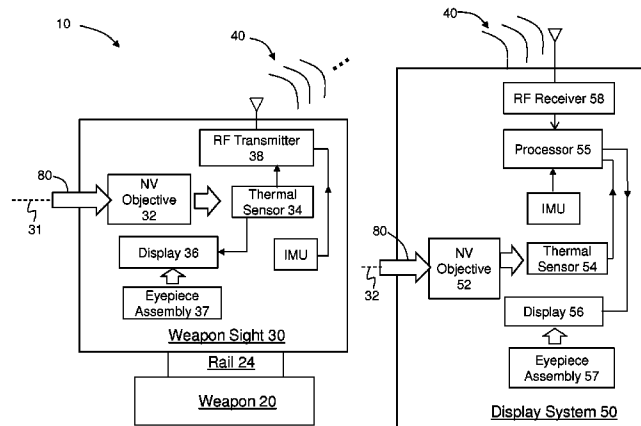 10
40
RF Transmitter
38
80
31
NV
Objective
32
Thermal
Sensor 34
Display 36
IMU
Eyepiece
Assembly 37
Weapon Sight 30
Rail 24
Weapon 20
40
RF Receiver 58
Processor 55
IMU
80
32
NV
Objective
52
Thermal
Sensor 54
Display 56
Eyepiece
Assembly 57
Display System 50